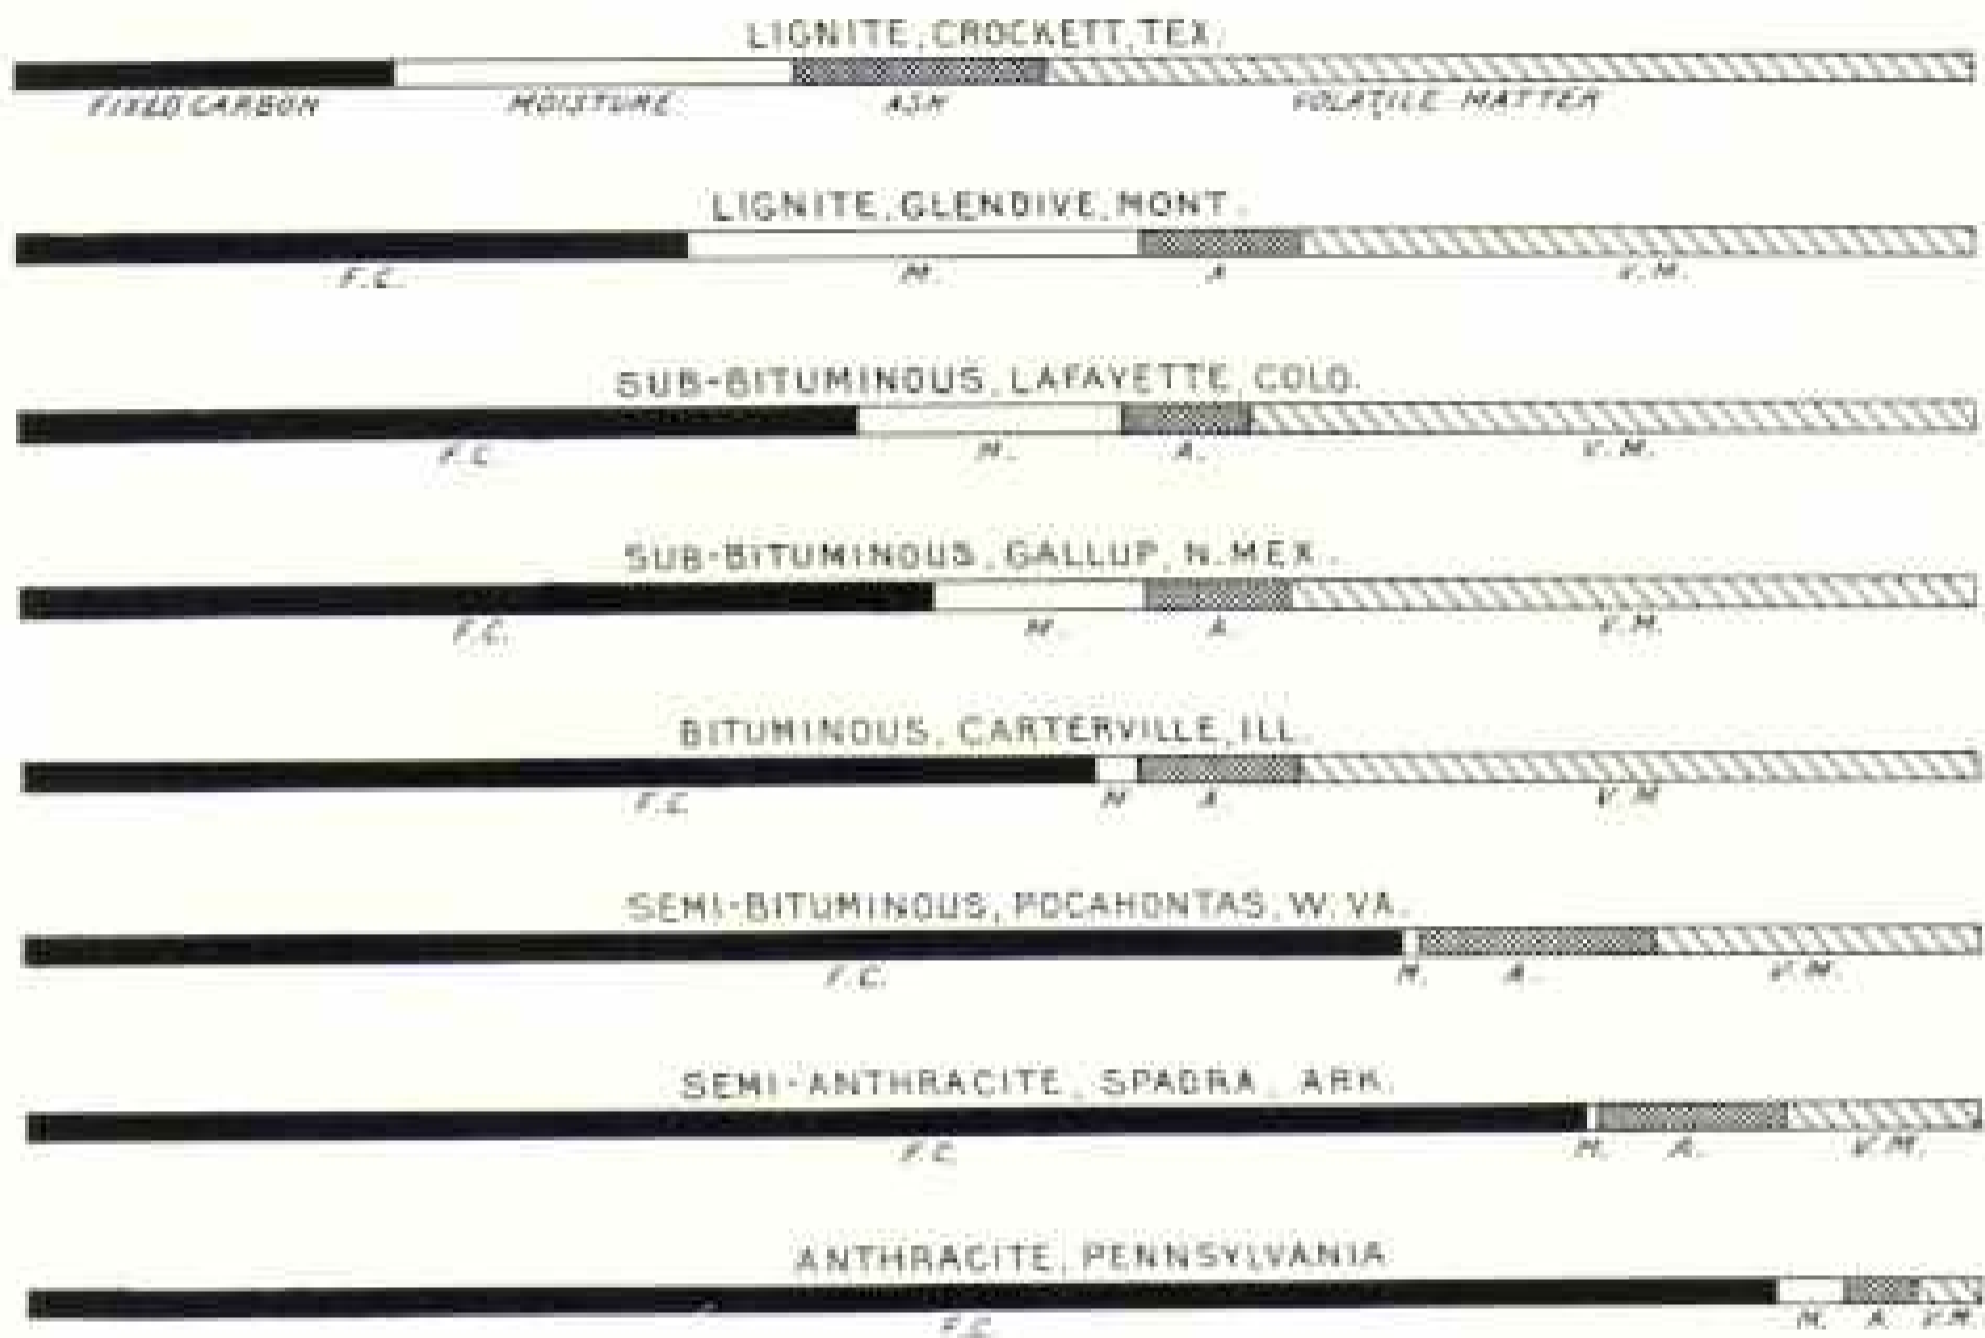 LIGNITE, CROCKETT, TEX.
FIXED CARBON MOISTURE ASH VOLATILE MATTER
LIGNITE, GLENDIVE, MONT.
F.C. M. A. V.M.
SUB-BITUMINOUS, LAFAYETTE, COLO.
F.C. M. A. V.M.
SUB-BITUMINOUS, GALLUP, N. MEX.
F.C. M. A. V.M.
BITUMINOUS, CARTERVILLE, ILL.
F.C. M A. V.M
SEMI-BITUMINOUS, POCAHONTAS, W. VA.
F.C. M. A. V.M.
SEMI-ANTHRACITE, SPADRA, ARK.
F.C. M. A. V.M.
ANTHRACITE, PENNSYLVANIA
F.C. M. A. V.M.